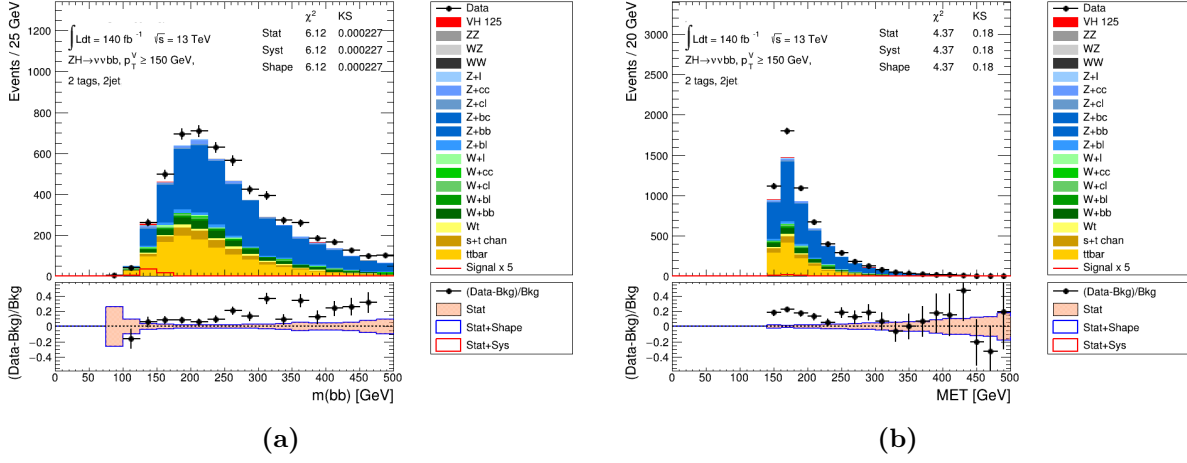 Events / 25 GeV
1200
1000
800
600
400
200
0
∫ Ldt = 140 fb⁻¹ √s = 13 TeV
ZH→ννbb, p_T^V ≥ 150 GeV,
2 tags, 2jet
χ² KS
Stat 6.12 0.000227
Syst 6.12 0.000227
Shape 6.12 0.000227
Data
VH 125
ZZ
WZ
WW
Z+l
Z+cc
Z+cl
Z+bc
Z+bb
Z+bl
W+l
W+cc
W+cl
W+bl
W+bb
Wt
s+t chan
ttbar
Signal x 5
(Data-Bkg)/Bkg
0.4
0.2
0
−0.2
−0.4
0 50 100 150 200 250 300 350 400 450 500
m(bb) [GeV]
(Data-Bkg)/Bkg
Stat
Stat+Shape
Stat+Sys
(a)
Events / 20 GeV
3000
2500
2000
1500
1000
500
0
∫ Ldt = 140 fb⁻¹ √s = 13 TeV
ZH→ννbb, p_T^V ≥ 150 GeV,
2 tags, 2jet
χ² KS
Stat 4.37 0.18
Syst 4.37 0.18
Shape 4.37 0.18
Data
VH 125
ZZ
WZ
WW
Z+l
Z+cc
Z+cl
Z+bc
Z+bb
Z+bl
W+l
W+cc
W+cl
W+bl
W+bb
Wt
s+t chan
ttbar
Signal x 5
(Data-Bkg)/Bkg
0.4
0.2
0
−0.2
−0.4
0 50 100 150 200 250 300 350 400 450 500
MET [GeV]
(Data-Bkg)/Bkg
Stat
Stat+Shape
Stat+Sys
(b)